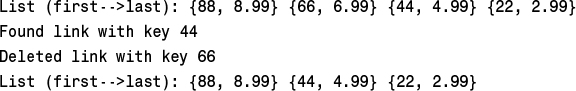 List (first-->last): {88, 8.99} {66, 6.99} {44, 4.99} {22, 2.99}
Found link with key 44
Deleted link with key 66
List (first-->last): {88, 8.99} {44, 4.99} {22, 2.99}